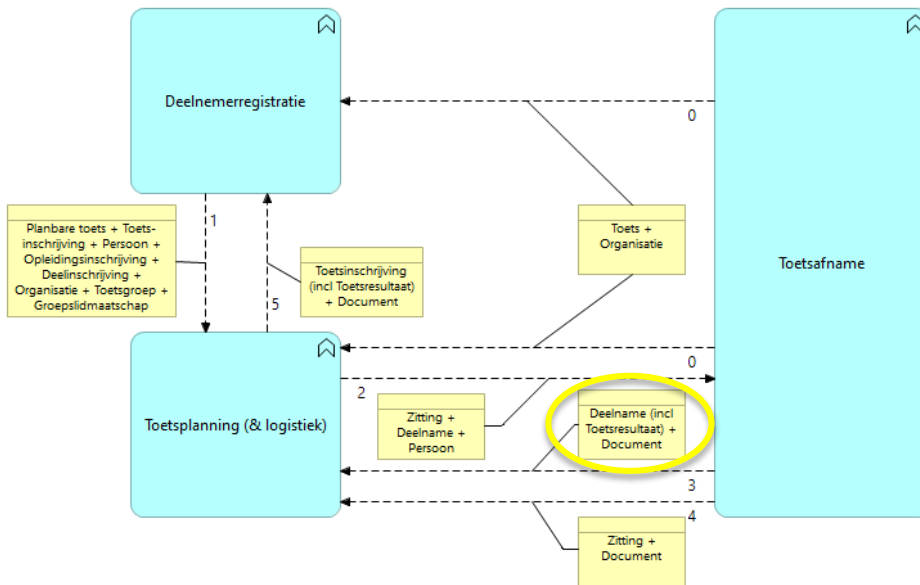 Deelnemerregistratie
0
1
Planbare toets + Toets-
inschrijving + Persoon +
Opleidingsinschrijving +
Deelinschrijving +
Organisatie + Toetsgroep +
Groepslidmaatschap
Toetsinschrijving
(incl Toetsresultaat)
+ Document
5
Toets +
Organisatie
Toetsafname
0
2
Toetsplanning (& logistiek)
Zitting +
Deelname +
Persoon
Deelname (incl
Toetsresultaat) +
Document
3
4
Zitting +
Document